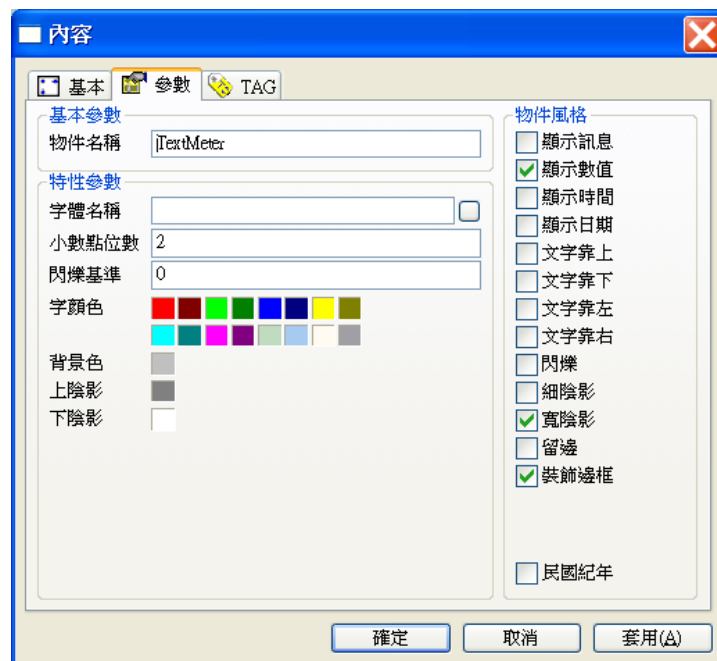 內容
基本 參數 TAG
基本參數
物件名稱 jTextMeter
特性參數
字體名稱
小數點位數 2
閃爍基準 0
字顏色
背景色
上陰影
下陰影
物件風格
顯示訊息
顯示數值
顯示時間
顯示日期
文字靠上
文字靠下
文字靠左
文字靠右
閃爍
細陰影
寬陰影
留邊
裝飾邊框
民國紀年
確定 取消 套用(A)